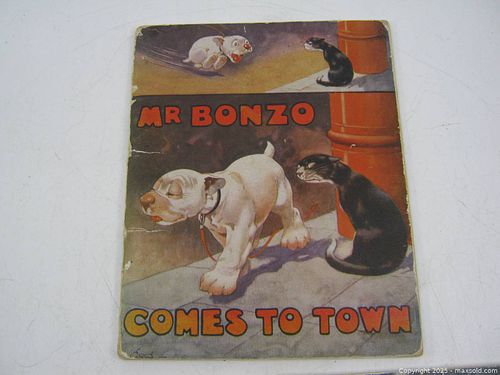 MR BONZO
COMES TO TOWN
Copyright 2025 - maxsold.com